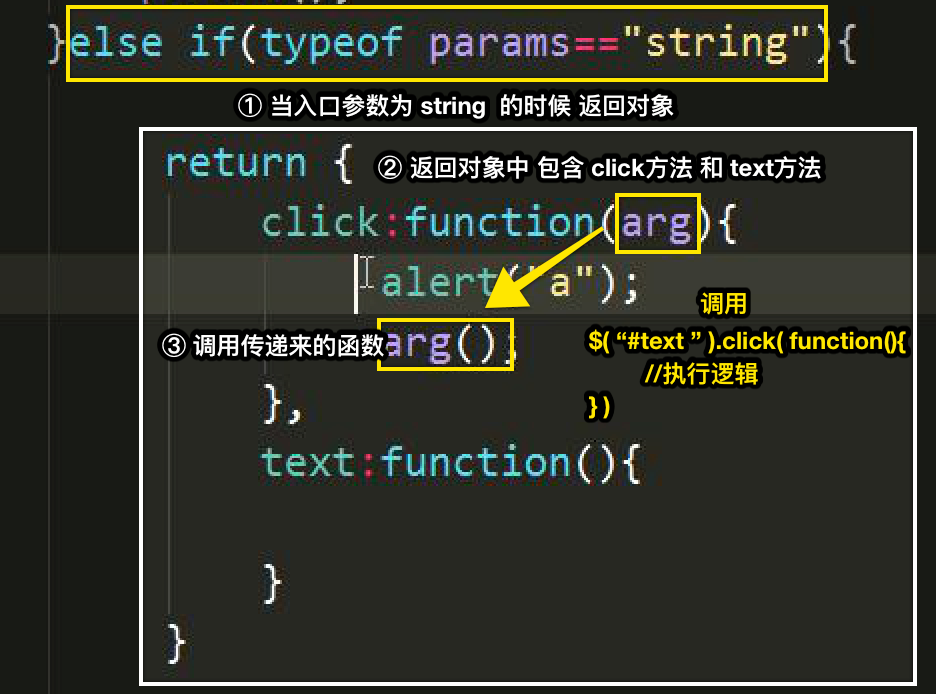 }else if(typeof params=="string"){
① 当入口参数为 string 的时候 返回对象
return { ② 返回对象中 包含 click方法 和 text方法
click:function(arg){
alert("a");
调用
③ 调用传递来的函数 arg(); $( “#text ” ).click( function(){
//执行逻辑
}, } )
text:function(){
}
}